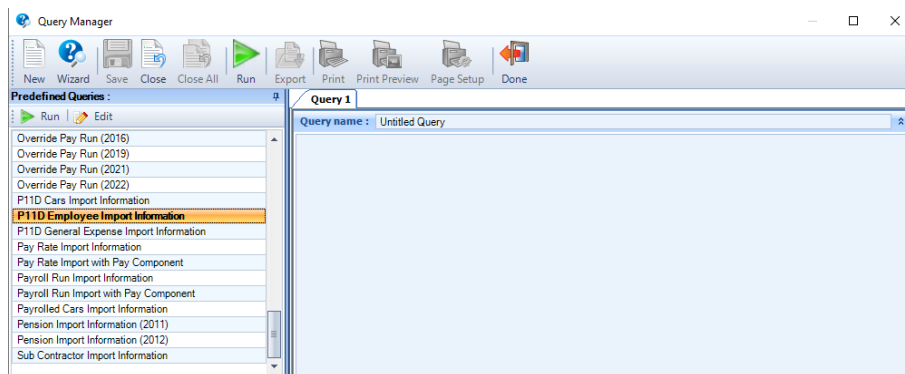 Query Manager
New Wizard Save Close Close All Run Export Print Print Preview Page Setup Done
Predefined Queries :
Run Edit
Override Pay Run (2016)
Override Pay Run (2019)
Override Pay Run (2021)
Override Pay Run (2022)
P11D Cars Import Information
P11D Employee Import Information
P11D General Expense Import Information
Pay Rate Import Information
Pay Rate Import with Pay Component
Payroll Run Import Information
Payroll Run Import with Pay Component
Payrolled Cars Import Information
Pension Import Information (2011)
Pension Import Information (2012)
Sub Contractor Import Information
Query 1
Query name : Untitled Query